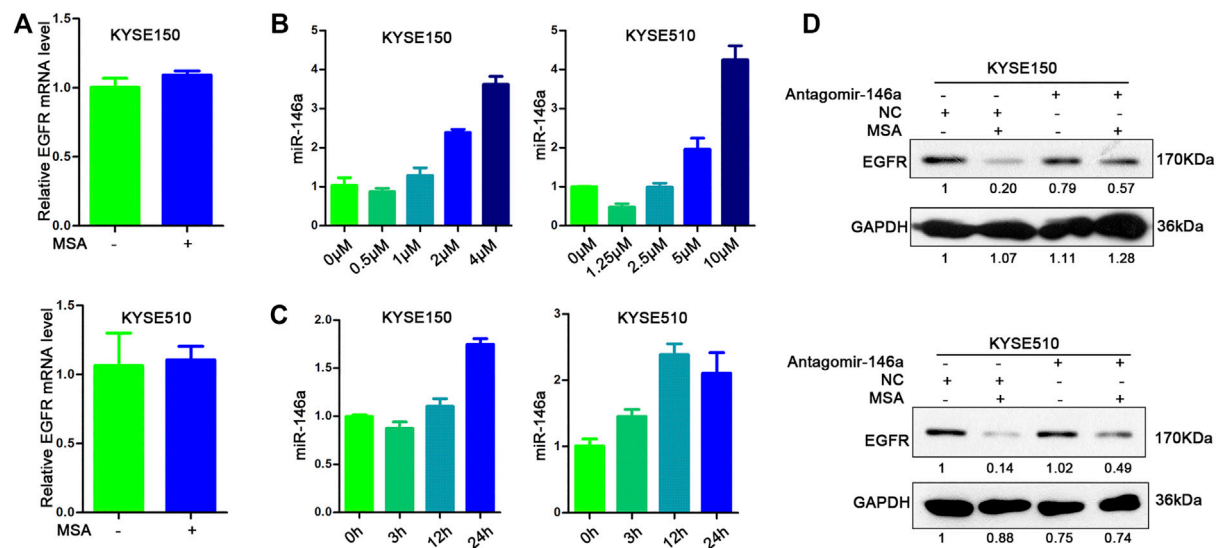 A
KYSE150
Relative EGFR mRNA level
1.5
1.0
0.5
0.0
MSA - +
KYSE510
Relative EGFR mRNA level
1.5
1.0
0.5
0.0
MSA - +
B
KYSE150
miR-146a
5
4
3
2
1
0
0μM 0.5μM 1μM 2μM 4μM
KYSE510
miR-146a
5
4
3
2
1
0
0μM 1.25μM 2.5μM 5μM 10μM
C
KYSE150
miR-146a
2.0
1.5
1.0
0.5
0.0
0h 3h 12h 24h
KYSE510
miR-146a
3
2
1
0
0h 3h 12h 24h
D
KYSE150
Antagomir-146a - - + +
NC + + - -
MSA - + - +
EGFR 170KDa
1 0.20 0.79 0.57
GAPDH 36kDa
1 1.07 1.11 1.28
KYSE510
Antagomir-146a - - + +
NC + + - -
MSA - + - +
EGFR 170KDa
1 0.14 1.02 0.49
GAPDH 36kDa
1 0.88 0.75 0.74